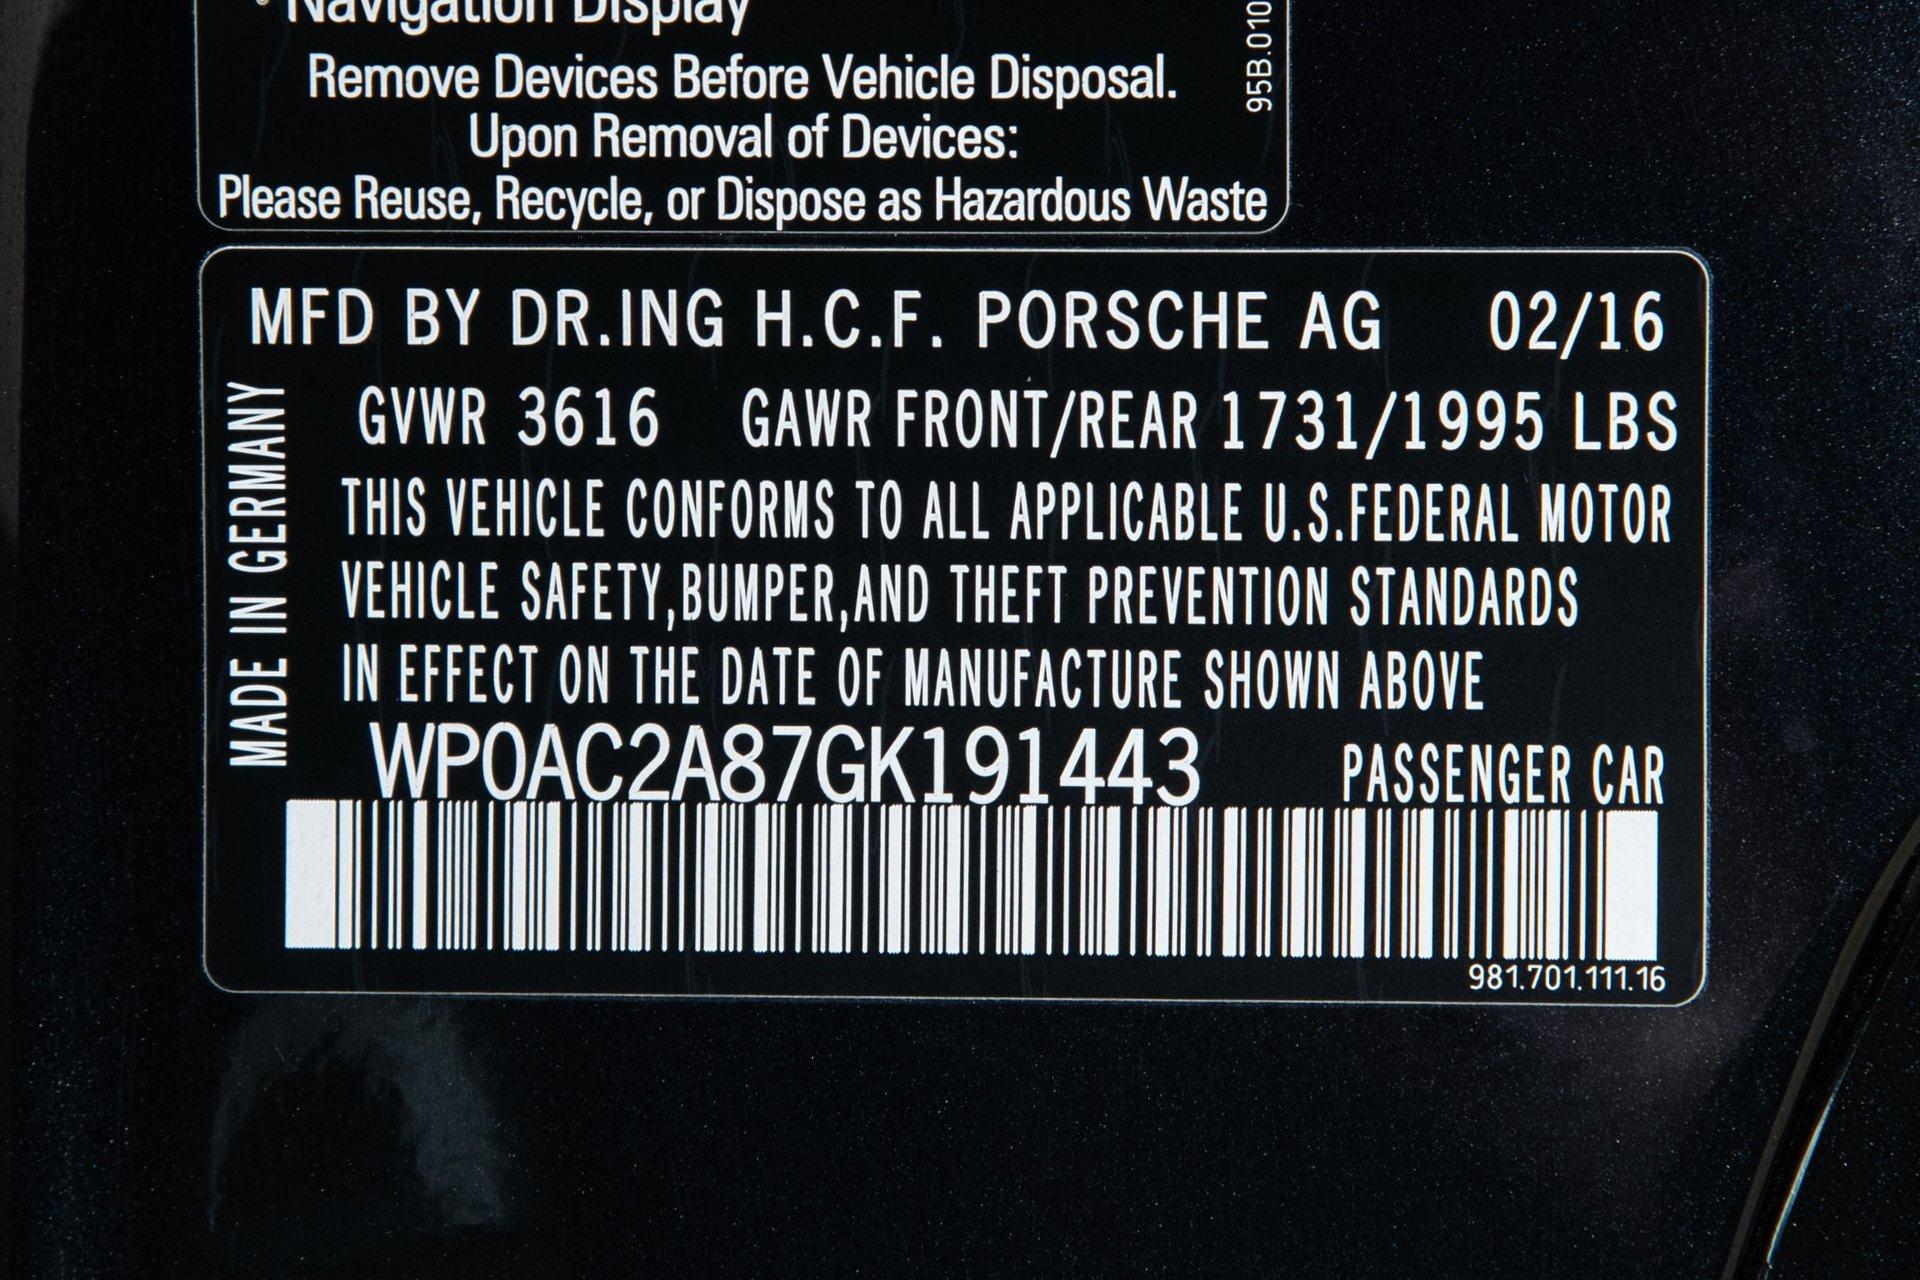 Navigation Display
Remove Devices Before Vehicle Disposal.
Upon Removal of Devices:
Please Reuse, Recycle, or Dispose as Hazardous Waste
95B.010
MFD BY DR.ING H.C.F. PORSCHE AG 02/16
GVWR 3616 GAWR FRONT/REAR 1731/1995 LBS
THIS VEHICLE CONFORMS TO ALL APPLICABLE U.S.FEDERAL MOTOR
VEHICLE SAFETY,BUMPER,AND THEFT PREVENTION STANDARDS
IN EFFECT ON THE DATE OF MANUFACTURE SHOWN ABOVE
MADE IN GERMANY
WP0AC2A87GK191443 PASSENGER CAR
981.701.111.16